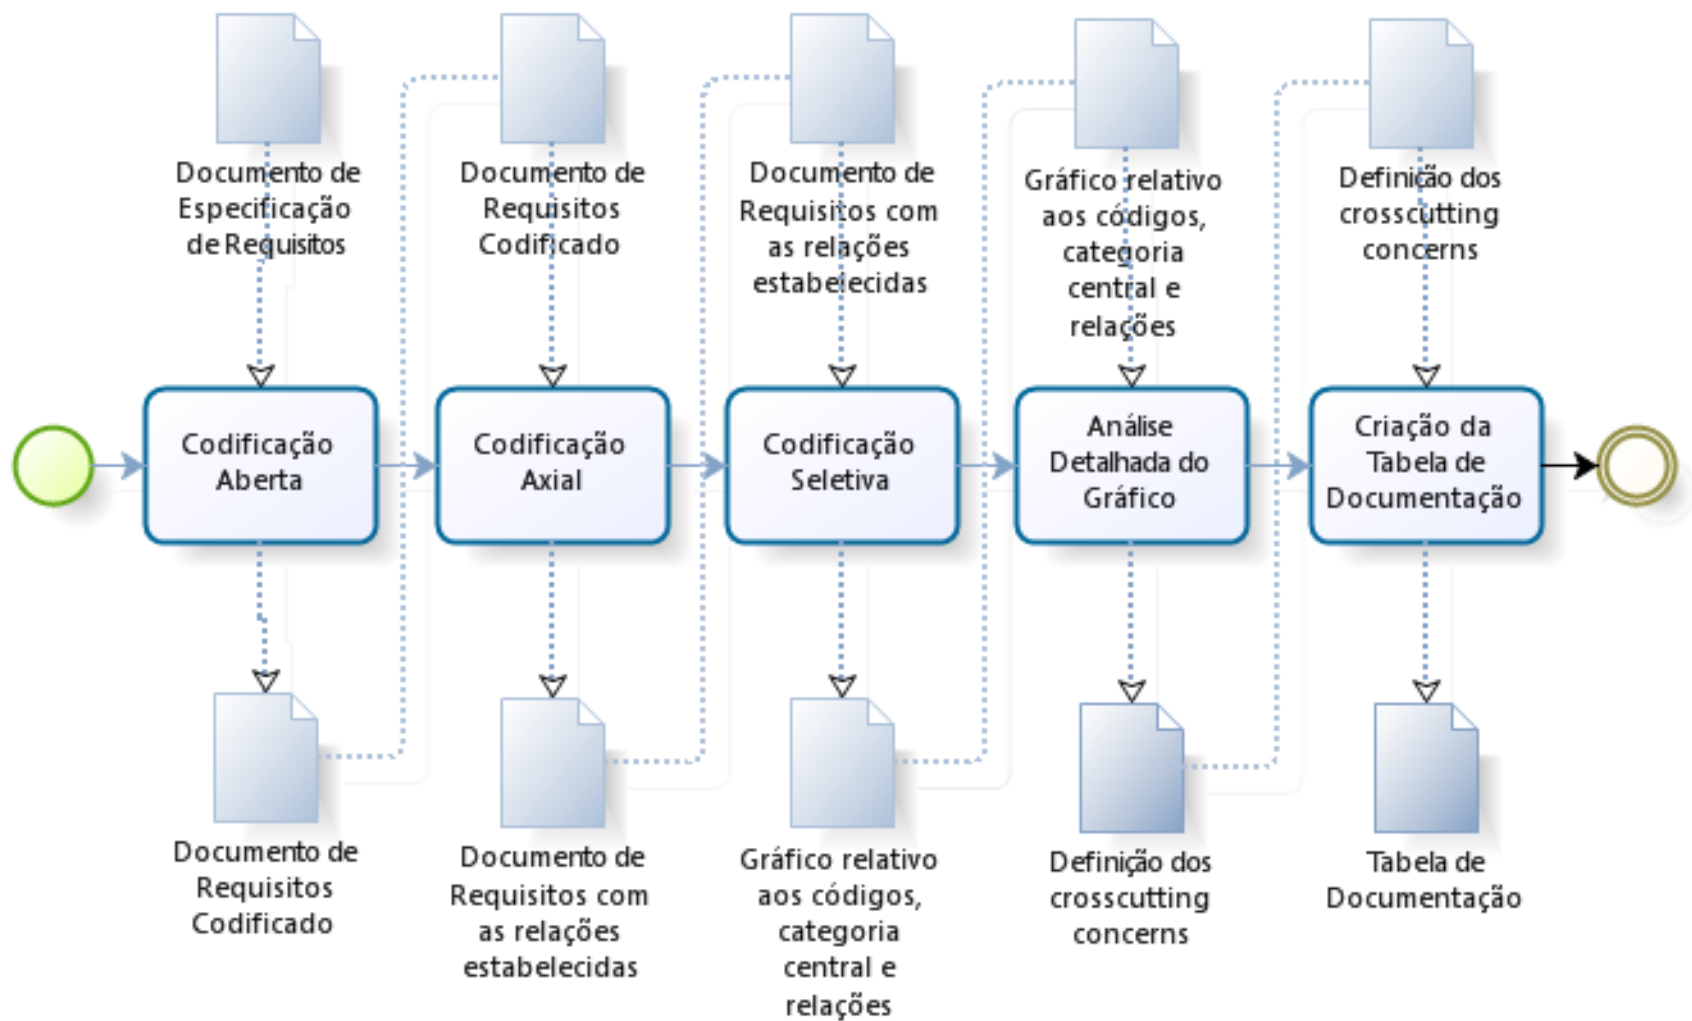 Documento de
Especificação
de Requisitos
Documento de
Requisitos
Codificado
Documento de
Requisitos com
as relações
estabelecidas
Gráfico relativo
aos códigos,
categoria
central e
relações
Definição dos
crosscutting
concerns
Codificação
Aberta
Codificação
Axial
Codificação
Seletiva
Análise
Detalhada do
Gráfico
Criação da
Tabela de
Documentação
Documento de
Requisitos
Codificado
Documento de
Requisitos com
as relações
estabelecidas
Gráfico relativo
aos códigos,
categoria
central e
relações
Definição dos
crosscutting
concerns
Tabela de
Documentação